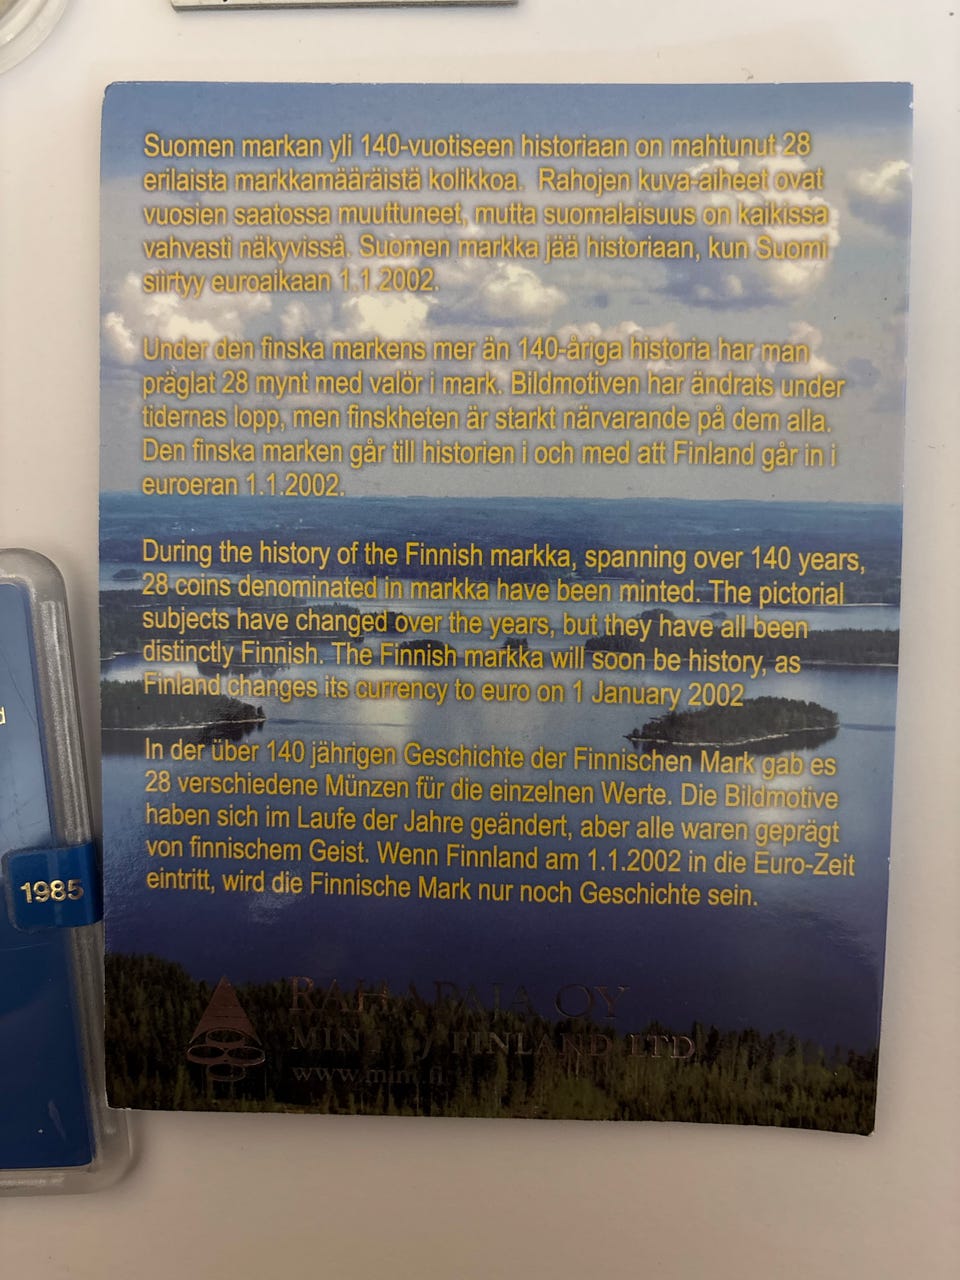 Suomen markan yli 140-vuotiseen historiaan on mahtunut 28
erilaista markkamääräistä kolikkoa. Rahojen kuva-aiheet ovat
vuosien saatossa muuttuneet, mutta suomalaisuus on kaikissa
vahvasti näkyvissä. Suomen markka jää historiaan, kun Suomi
siirtyy euroaikaan 1.1.2002.
Under den finska markens mer än 140-åriga historia har man
präglat 28 mynt med valör i mark. Bildmotiven har ändrats under
tidernas lopp, men finskheten är starkt närvarande på dem alla.
Den finska marken går till historien i och med att Finland går in i
euroeran 1.1.2002.
During the history of the Finnish markka, spanning over 140 years,
28 coins denominated in markka have been minted. The pictorial
subjects have changed over the years, but they have all been
distinctly Finnish. The Finnish markka will soon be history, as
Finland changes its currency to euro on 1 January 2002
In der über 140 jährigen Geschichte der Finnischen Mark gab es
28 verschiedene Münzen für die einzelnen Werte. Die Bildmotive
haben sich im Laufe der Jahre geändert, aber alle waren geprägt
von finnischem Geist. Wenn Finnland am 1.1.2002 in die Euro-Zeit
eintritt, wird die Finnische Mark nur noch Geschichte sein.
RAHAPAJA OY
MINT of FINLAND LTD
www.mint.fi
1985